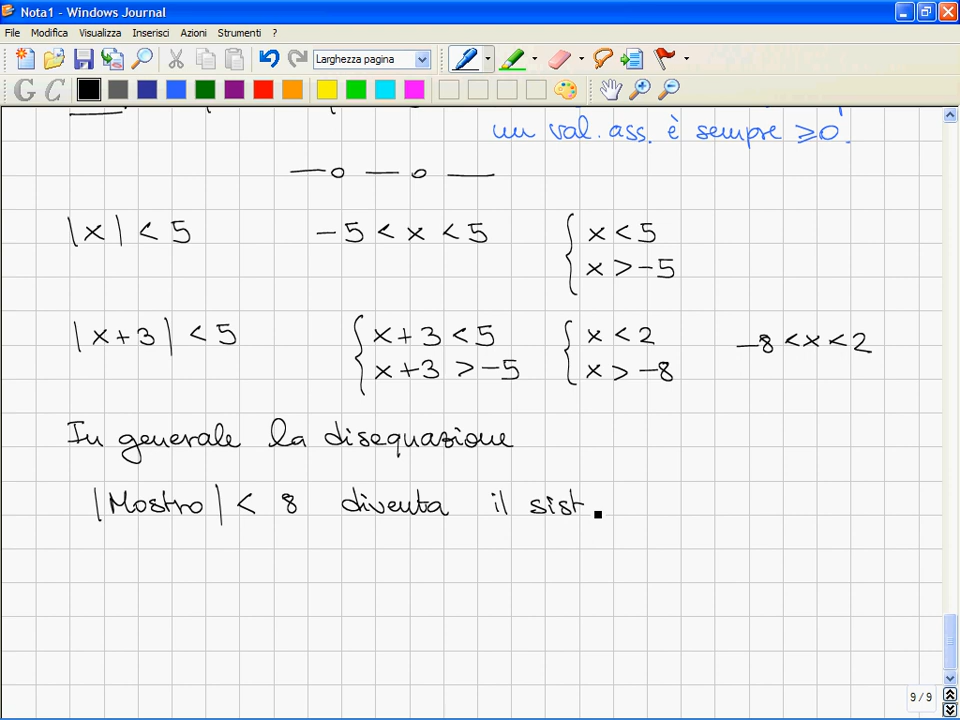 Nota1 - Windows Journal
File Modifica Visualizza Inserisci Azioni Strumenti ?
Larghezza pagina
G C
un val. ass. è sempre ≥0.
|x| < 5 -5 < x < 5 { x < 5
x > -5
|x+3| < 5 { x+3 < 5 { x < 2 -8 < x < 2
x+3 > -5 x > -8
In generale la disequazione
|Mostro| < 8 diventa il sist.
9 / 9